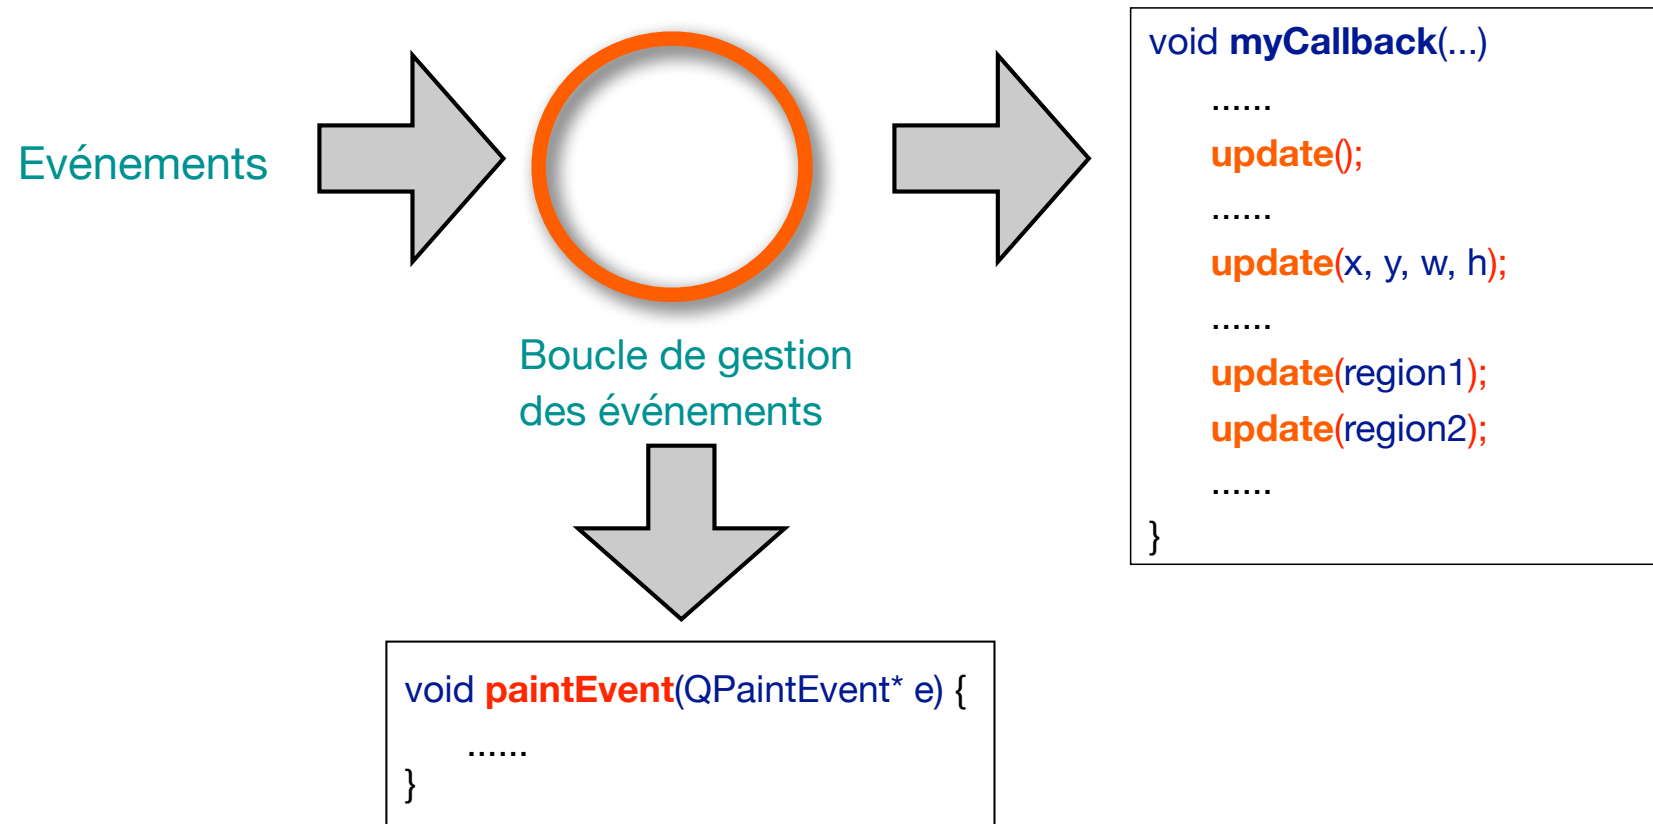 Evénements
Boucle de gestion
des événements
void myCallback(...)
......
update();
......
update(x, y, w, h);
......
update(region1);
update(region2);
......
}
void paintEvent(QPaintEvent* e) {
......
}